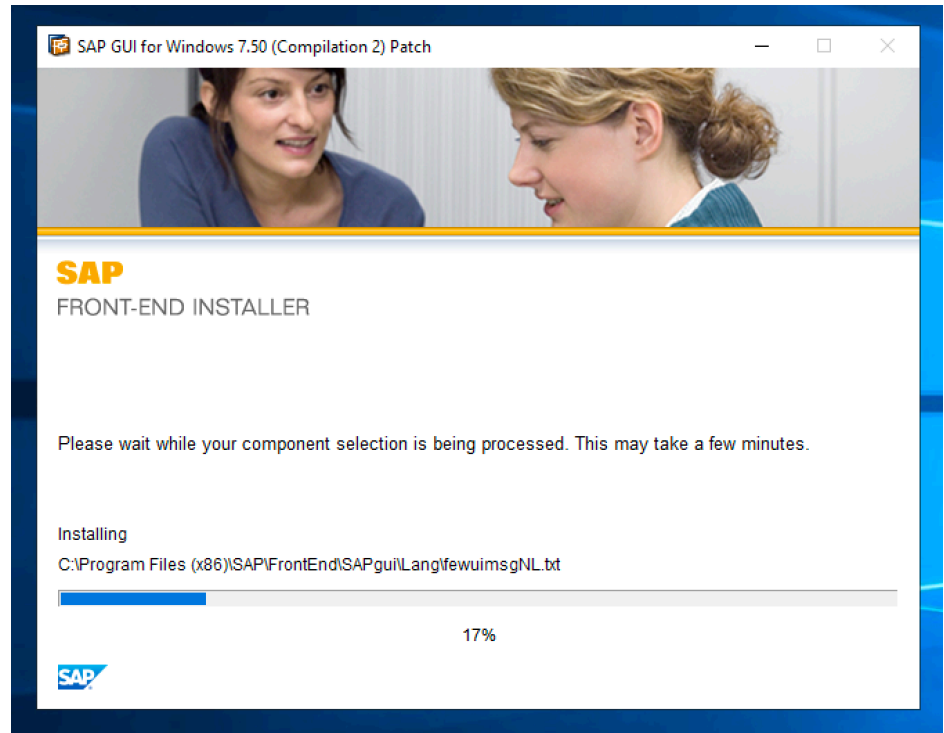 SAP GUI for Windows 7.50 (Compilation 2) Patch
SAP
FRONT-END INSTALLER
Please wait while your component selection is being processed. This may take a few minutes.
Installing
C:\Program Files (x86)\SAP\FrontEnd\SAPgui\Lang\fewuimsgNL.txt
17%
SAP